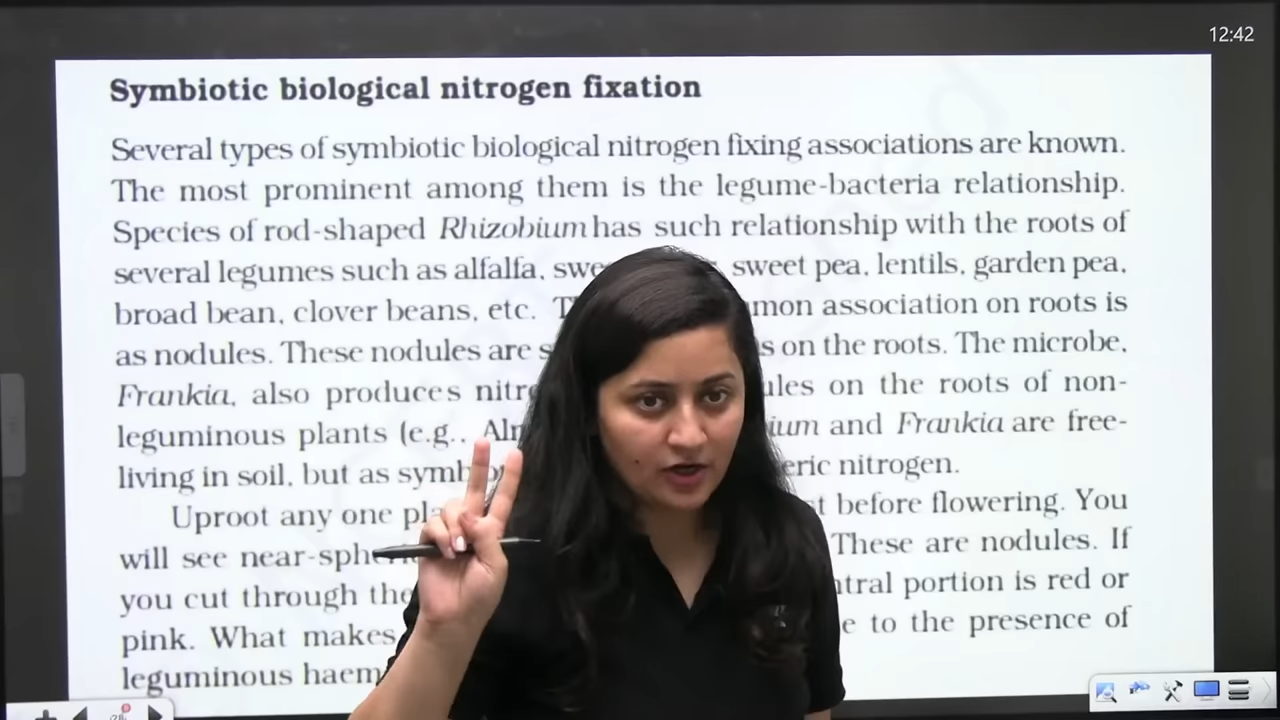 12:42
Symbiotic biological nitrogen fixation
Several types of symbiotic biological nitrogen fixing associations are known.
The most prominent among them is the legume-bacteria relationship.
Species of rod-shaped Rhizobium has such relationship with the roots of
several legumes such as alfalfa, sweet pea, lentils, garden pea,
broad bean, clover beans, etc. association on roots is
as nodules. These nodules are on the roots. The microbe,
Frankia, also produces on the roots of non-
leguminous plants (e.g., and Frankia are free-
living in soil, but as nitrogen.
Uproot any one before flowering. You
will see These are nodules. If
you cut through portion is red or
pink. What makes to the presence of
leguminous